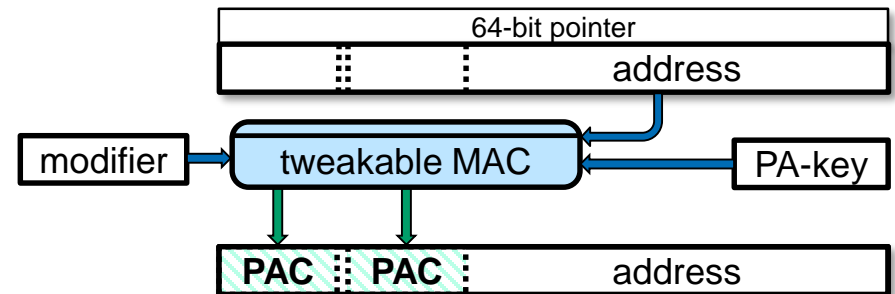 64-bit pointer
address
modifier
tweakable MAC
PA-key
PAC PAC address